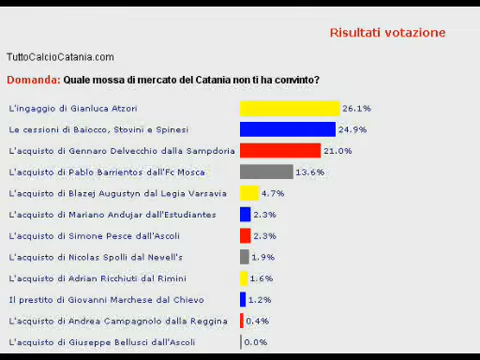 Risultati votazione
TuttoCalcioCatania.com
Domanda: Quale mossa di mercato del Catania non ti ha convinto?
L'ingaggio di Gianluca Atzori 26.1%
Le cessioni di Baiocco, Stovini e Spinesi 24.9%
L'acquisto di Gennaro Delvecchio dalla Sampdoria 21.0%
L'acquisto di Pablo Barrientos dall'Fc Mosca 13.6%
L'acquisto di Blazej Augustyn dal Legia Varsavia 4.7%
L'acquisto di Mariano Andujar dall'Estudiantes 2.3%
L'acquisto di Simone Pesce dall'Ascoli 2.3%
L'acquisto di Nicolas Spolli dal Newell's 1.9%
L'acquisto di Adrian Ricchiuti dal Rimini 1.6%
Il prestito di Giovanni Marchese dal Chievo 1.2%
L'acquisto di Andrea Campagnolo dalla Reggina 0.4%
L'acquisto di Giuseppe Bellusci dall'Ascoli 0.0%